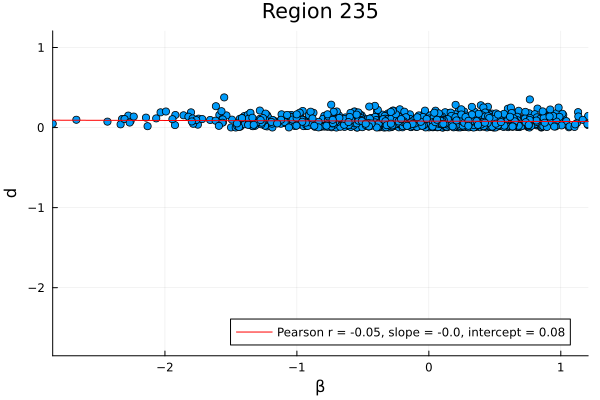 Region 235
1
0
−1
−2
d
−2
−1
0
1
β
Pearson r = -0.05, slope = -0.0, intercept = 0.08